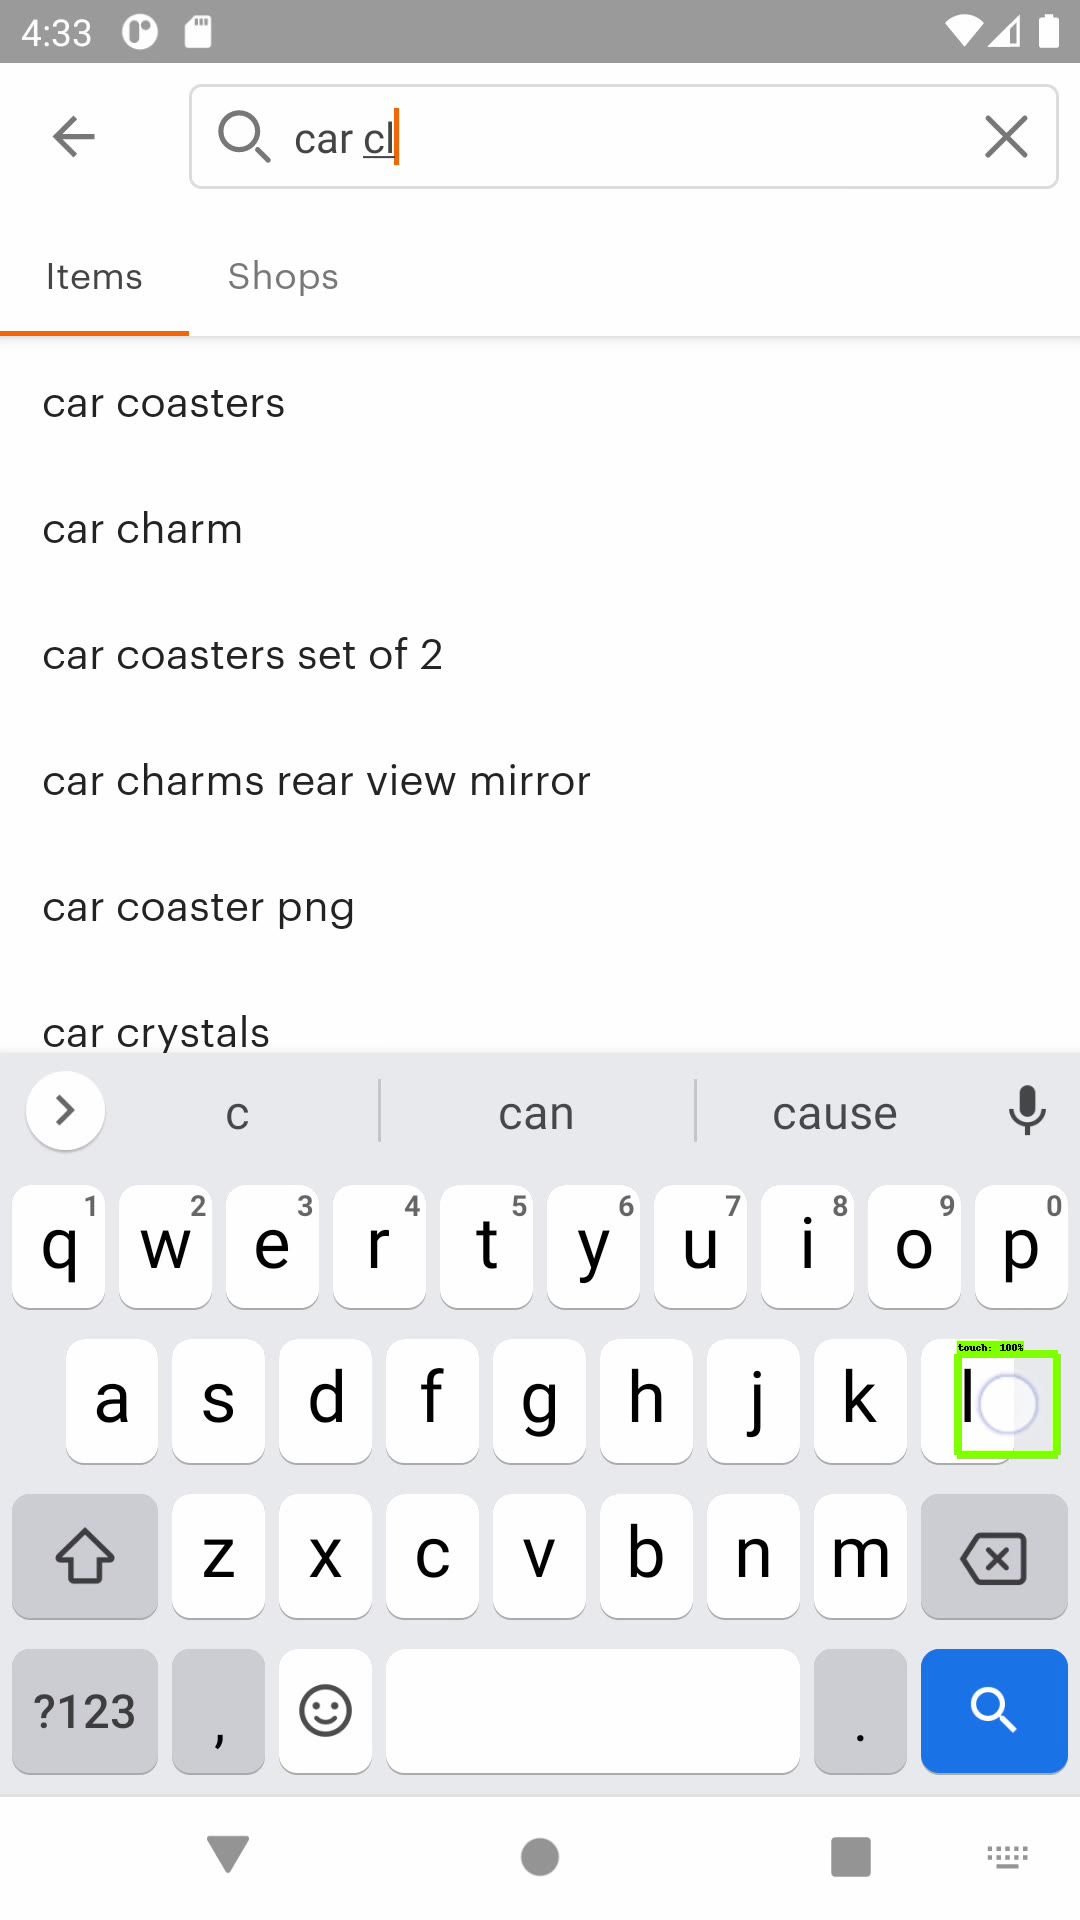 4:33
car cl
Items Shops
car coasters
car charm
car coasters set of 2
car charms rear view mirror
car coaster png
car crystals
c can cause
1 2 3 4 5 6 7 8 9 0
q w e r t y u i o p
touch: 100%
a s d f g h j k l
z x c v b n m
?123 , .